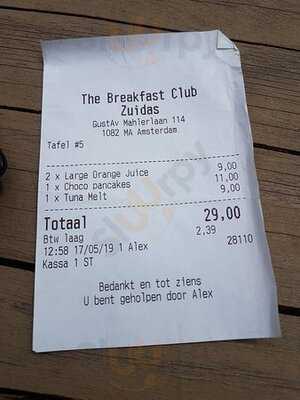 The Breakfast Club
Zuidas
GustAv Mahlerlaan 114
1082 MA Amsterdam
Tafel #5
2 x Large Orange Juice 9,00
1 x Choco pancakes 11,00
1 x Tuna Melt 9,00
Totaal 29,00
Btw laag 2,39
12:58 17/05/19 1 Alex 28110
Kassa 1 ST
Bedankt en tot ziens
U bent geholpen door Alex